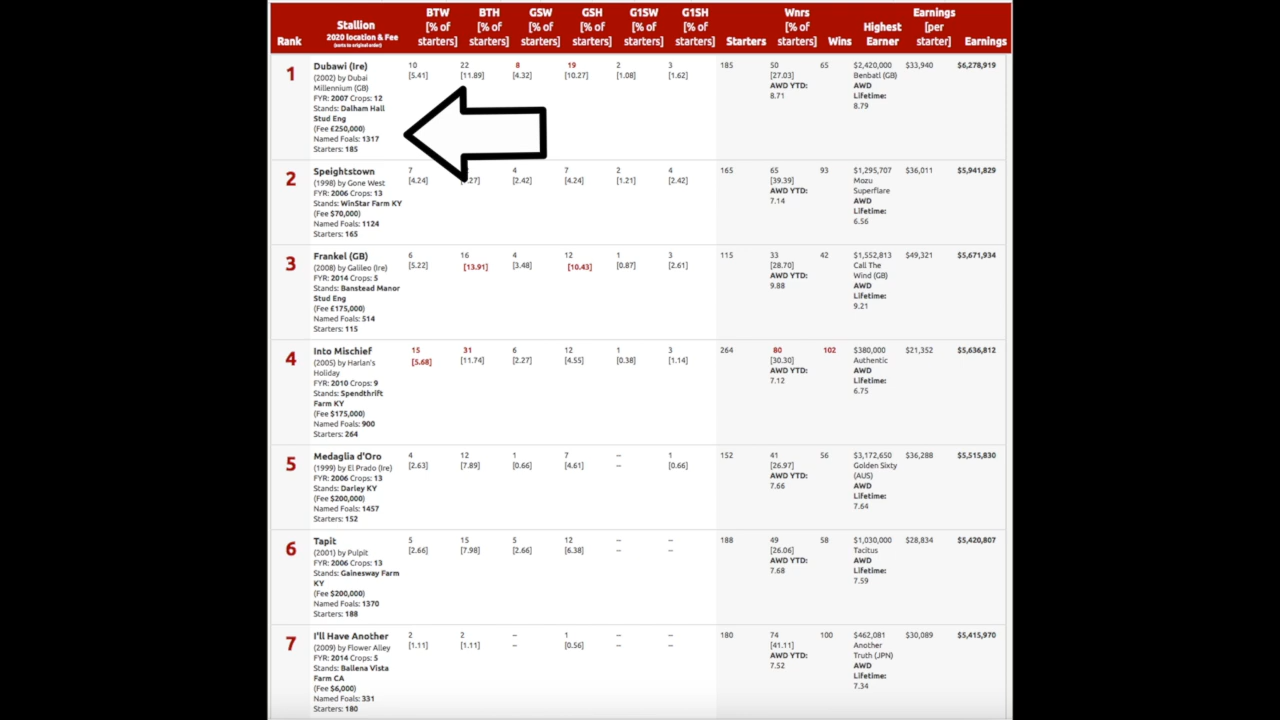 Rank Stallion BTW [% of starters] BTH [% of starters] GSW [% of starters] GSH [% of starters] G1SW [% of starters] G1SH [% of starters] Starters Wnrs [% of starters] Wins Highest Earner Earnings [per starter] Earnings
2020 location & Fee
1 Dubawi (Ire) 10 22 8 19 2 3 185 50 65 $2,420,000 $33,940 $6,278,919
(2002) by Dubai [5.41] [11.89] [4.32] [10.27] [1.08] [1.62] [27.03] Benbatl (GB)
Millennium (GB) AWD YTD: AWD
FYR: 2007 Crops: 12 8.71 Lifetime:
Stands: Dalham Hall 8.79
Stud Eng
(Fee £250,000)
Named Foals: 1317
Starters: 185
2 Speightstown 7 4 7 2 4 165 65 93 $1,295,707 $36,011 $5,941,829
(1998) by Gone West [4.24] [2.42] [4.24] [1.21] [2.42] [39.39] Mozu
FYR: 2006 Crops: 13 AWD YTD: Superflare
Stands: WinStar Farm KY 7.14 AWD
(Fee $70,000) Lifetime:
Named Foals: 1124 6.56
Starters: 165
3 Frankel (GB) 6 16 4 12 1 3 115 33 42 $1,552,813 $49,321 $5,671,934
(2008) by Galileo (Ire) [5.22] [13.91] [3.48] [10.43] [0.87] [2.61] [28.70] Call The
FYR: 2014 Crops: 5 AWD YTD: Wind (GB)
Stands: Banstead Manor 9.88 AWD
Stud Eng Lifetime:
(Fee £175,000) 9.21
Named Foals: 514
Starters: 115
4 Into Mischief 15 31 6 12 1 3 264 80 102 $380,000 $21,352 $5,636,812
(2005) by Harlan's [5.68] [11.74] [2.27] [4.55] [0.38] [1.14] [30.30] Authentic
Holiday AWD YTD: AWD
FYR: 2010 Crops: 9 7.12 Lifetime:
Stands: Spendthrift 6.75
Farm KY
(Fee $175,000)
Named Foals: 900
Starters: 264
5 Medaglia d'Oro 4 12 1 7 – 1 152 41 56 $3,172,650 $36,288 $5,515,830
(1999) by El Prado (Ire) [2.63] [7.89] [0.66] [4.61] – [0.66] [26.97] Golden Sixty
FYR: 2006 Crops: 13 AWD YTD: (AUS)
Stands: Darley KY 7.66 AWD
(Fee $200,000) Lifetime:
Named Foals: 1457 7.64
Starters: 152
6 Tapit 5 15 5 12 – – 188 49 58 $1,030,000 $28,834 $5,420,807
(2001) by Pulpit [2.66] [7.98] [2.66] [6.38] – – [26.06] Tacitus
FYR: 2006 Crops: 13 AWD YTD: AWD
Stands: Gainesway Farm 7.68 Lifetime:
KY 7.59
(Fee $200,000)
Named Foals: 1370
Starters: 188
7 I'll Have Another 2 2 – 1 – – 180 74 100 $462,081 $30,089 $5,415,970
(2009) by Flower Alley [1.11] [1.11] – [0.56] – – [41.11] Another
FYR: 2014 Crops: 5 AWD YTD: Truth (JPN)
Stands: Ballena Vista 7.52 AWD
Farm CA Lifetime:
(Fee $6,000) 7.34
Named Foals: 331
Starters: 180